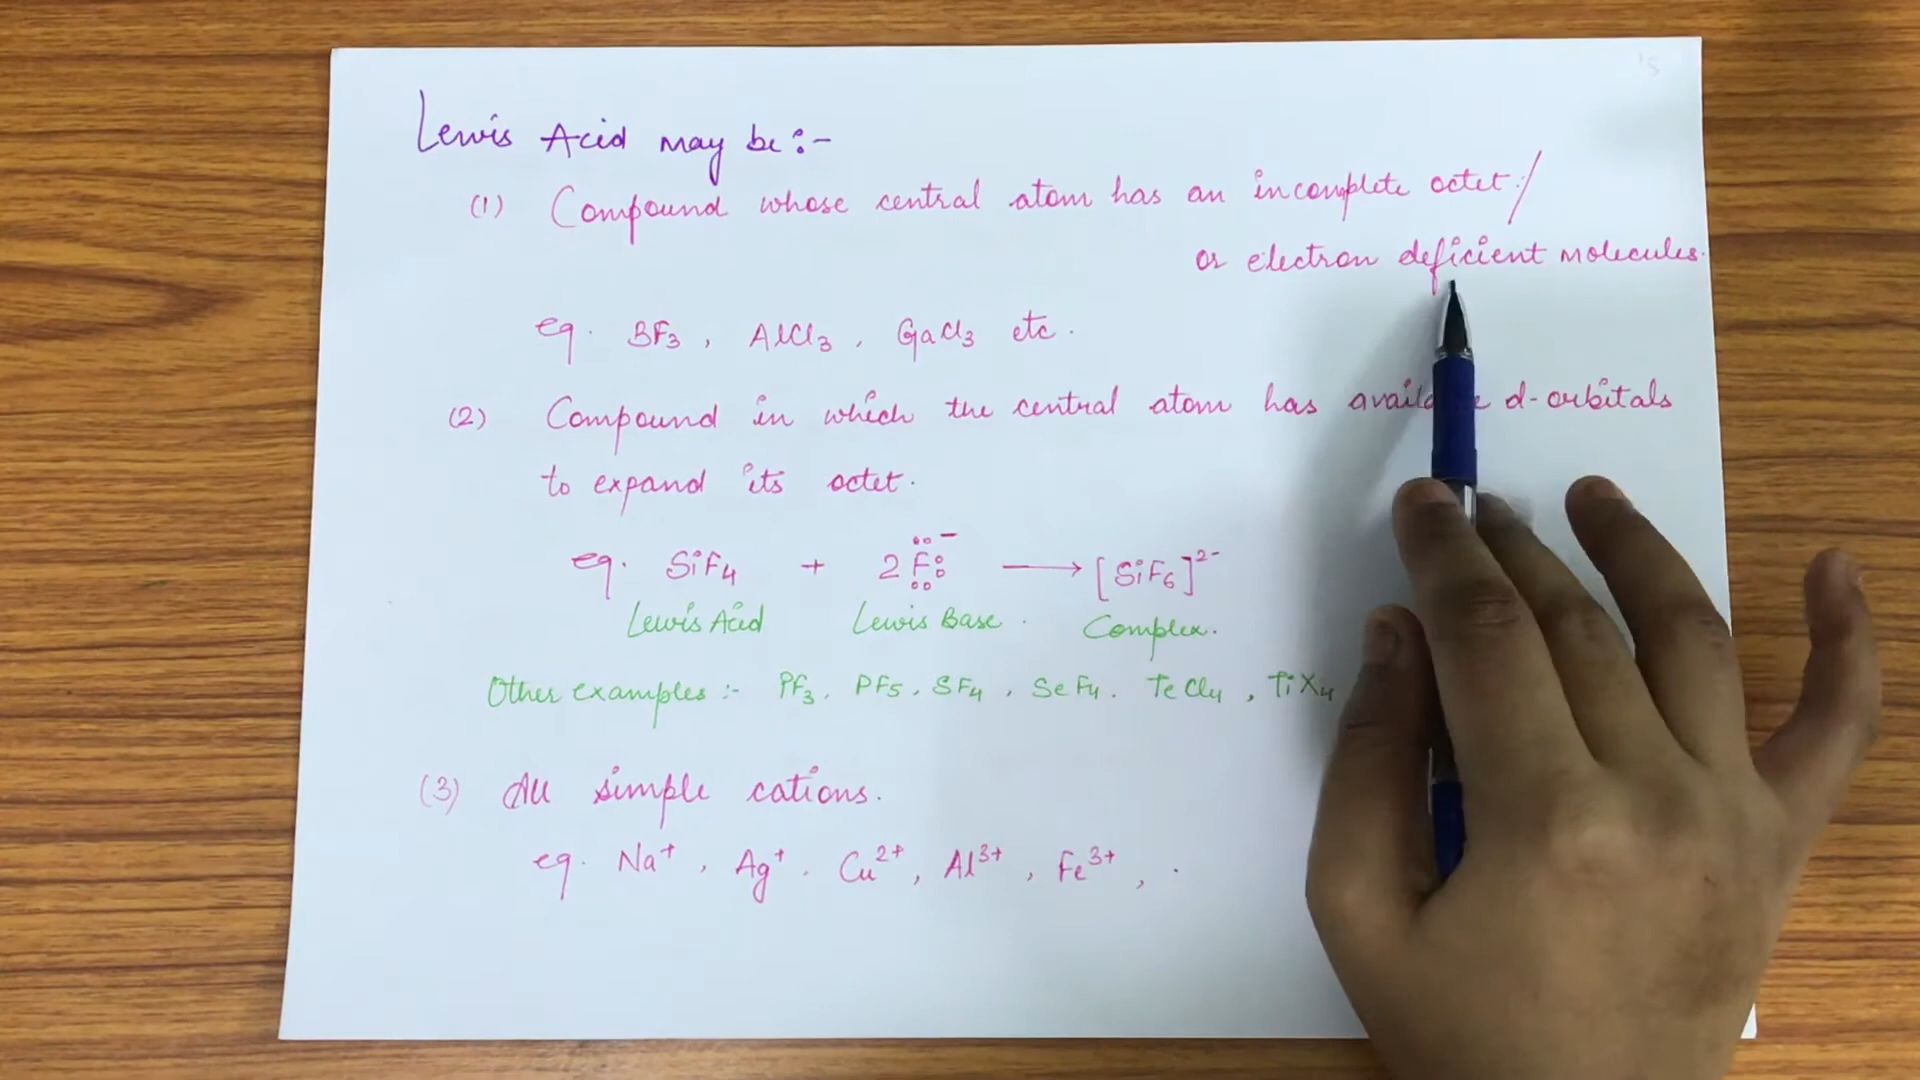 Lewis Acid may be:-
(1) Compound whose central atom has an incomplete octet./
or electron deficient molecules.
eg. BF3, AlCl3, GaCl3 etc.
(2) Compound in which the central atom has d-orbitals
to expand its octet.
eg. SiF4 + 2F⁻ → [SiF6]²⁻
Lewis Acid Lewis Base. Complex.
Other examples:- PF3, PF5, SF4, SeF4, TeCl4, TiX4
(3) All simple cations.
eg. Na⁺, Ag⁺, Cu²⁺, Al³⁺, Fe³⁺,